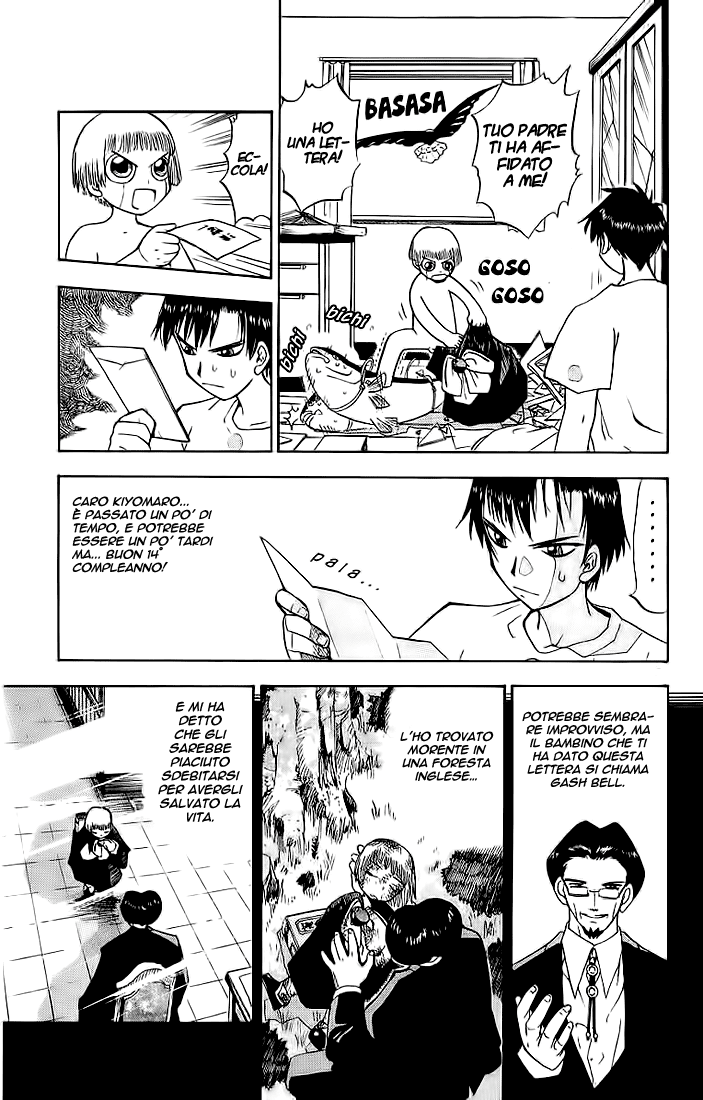 BASASA
TUO PADRE
TI HA AF-
FIDATO
A ME!
HO
UNA LET-
TERA!
GOSO
GOSO
bichi
bichi
EC-
COLA!
CARO KIYOMARO...
È PASSATO UN PO' DI
TEMPO, E POTREBBE
ESSERE UN PO' TARDI
MA... BUON 14°
COMPLEANNO!
pala...
POTREBBE SEMBRA-
RE IMPROVVISO, MA
IL BAMBINO CHE TI
HA DATO QUESTA
LETTERA SI CHIAMA
GASH BELL.
L'HO TROVATO
MORENTE IN
UNA FORESTA
INGLESE...
E MI HA
DETTO
CHE GLI
SAREBBE
PIACIUTO
SDEBITARSI
PER AVERGLI
SALVATO LA
VITA.